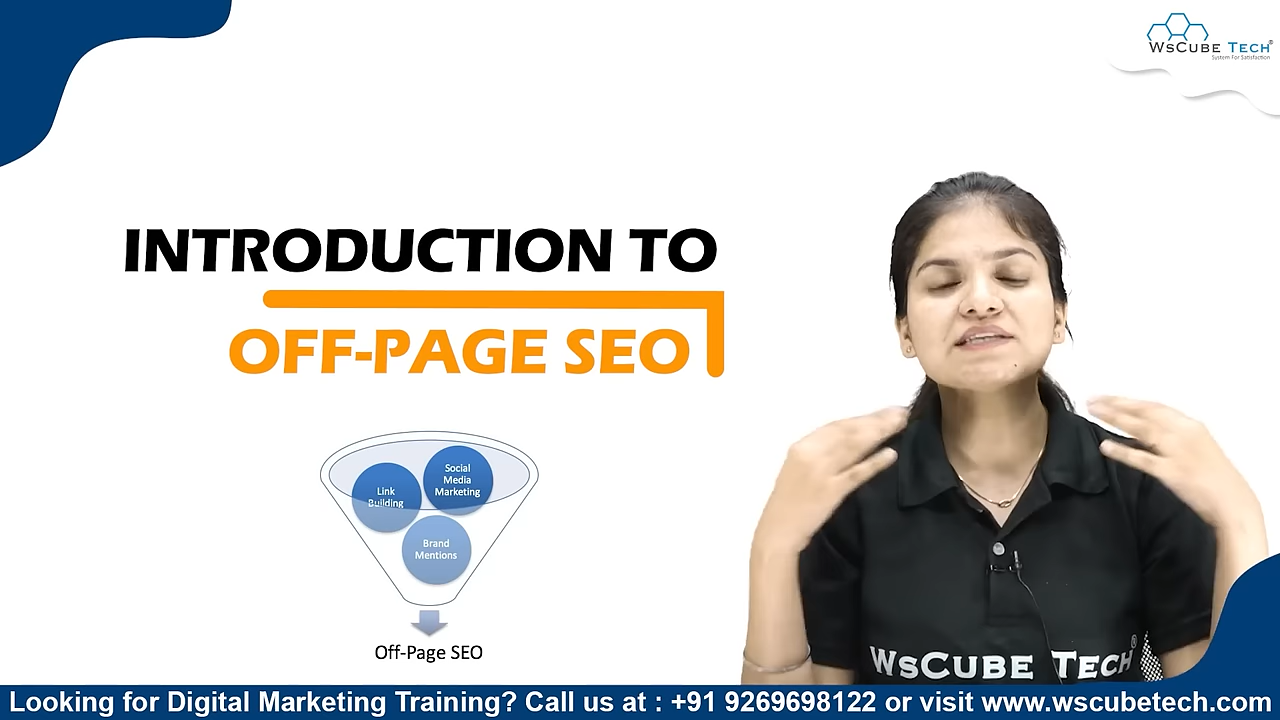 WsCube Tech®
System For Satisfaction
INTRODUCTION TO
OFF-PAGE SEO
Link
Building
Social
Media
Marketing
Brand
Mentions
Off-Page SEO
WsCube Tech®
Looking for Digital Marketing Training? Call us at : +91 9269698122 or visit www.wscubetech.com